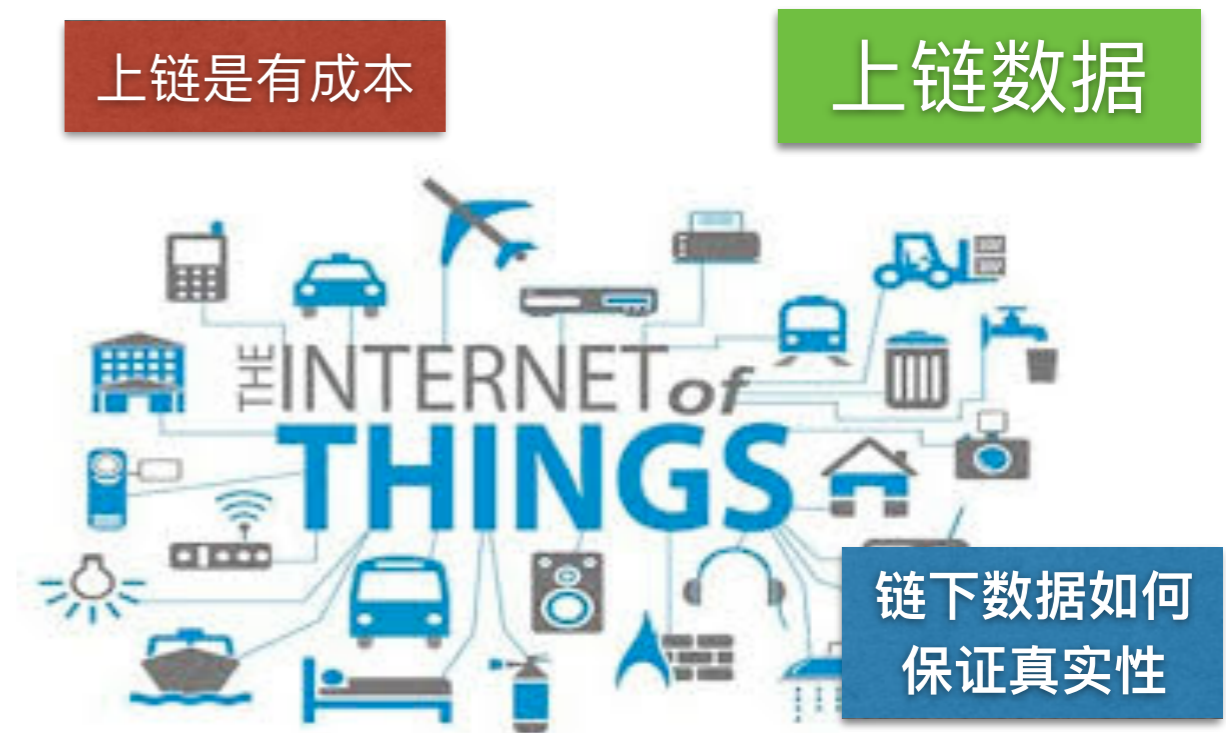 上链是有成本
上链数据
THE INTERNET of
THINGS
链下数据如何
保证真实性